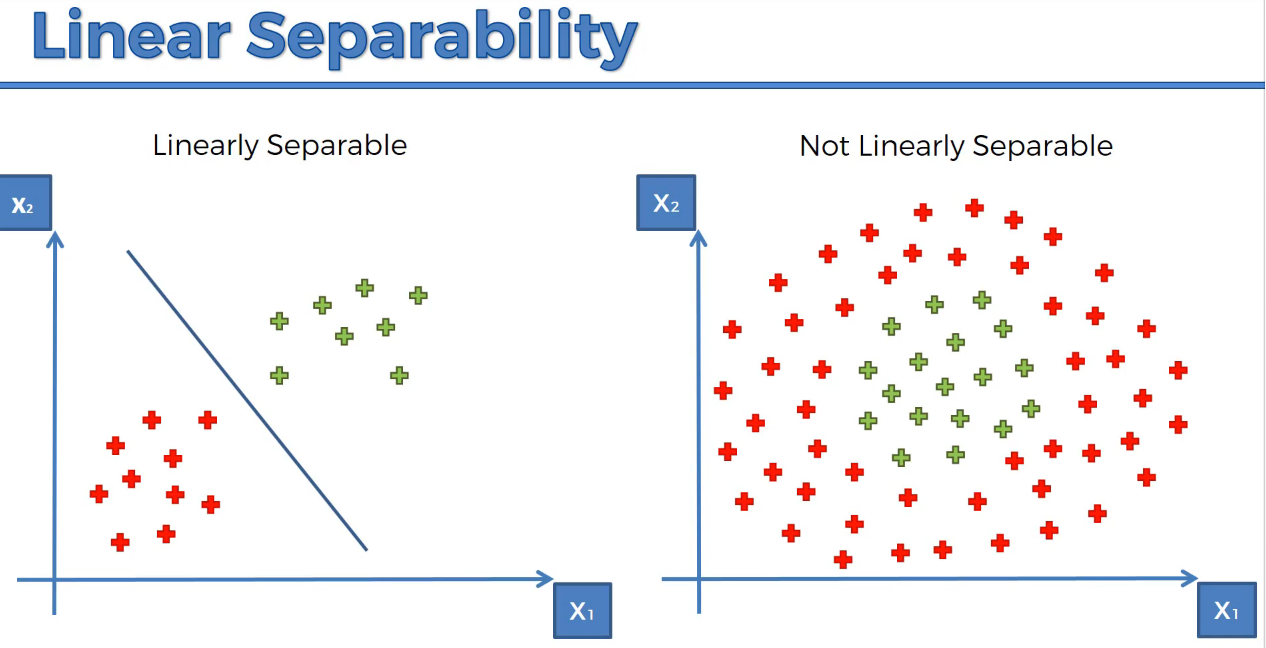 Linear Separability
Linearly Separable
Not Linearly Separable
X₂
X₂
X₁
X₁